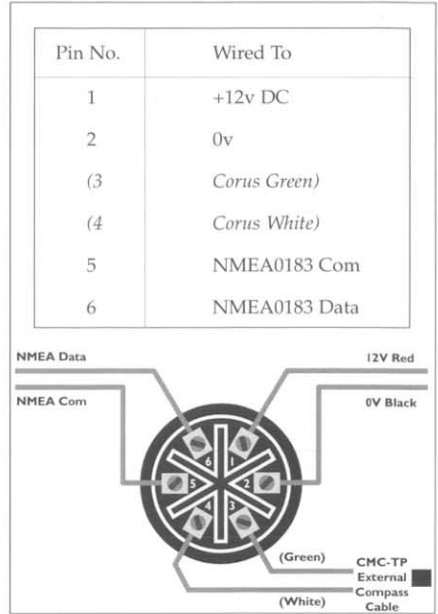 Pin No. Wired To
1 +12v DC
2 0v
(3 Corus Green)
(4 Corus White)
5 NMEA0183 Com
6 NMEA0183 Data
NMEA Data 12V Red
NMEA Com 0V Black
6 1
5 2
4 3
(Green) CMC-TP
External
(White) Compass
Cable